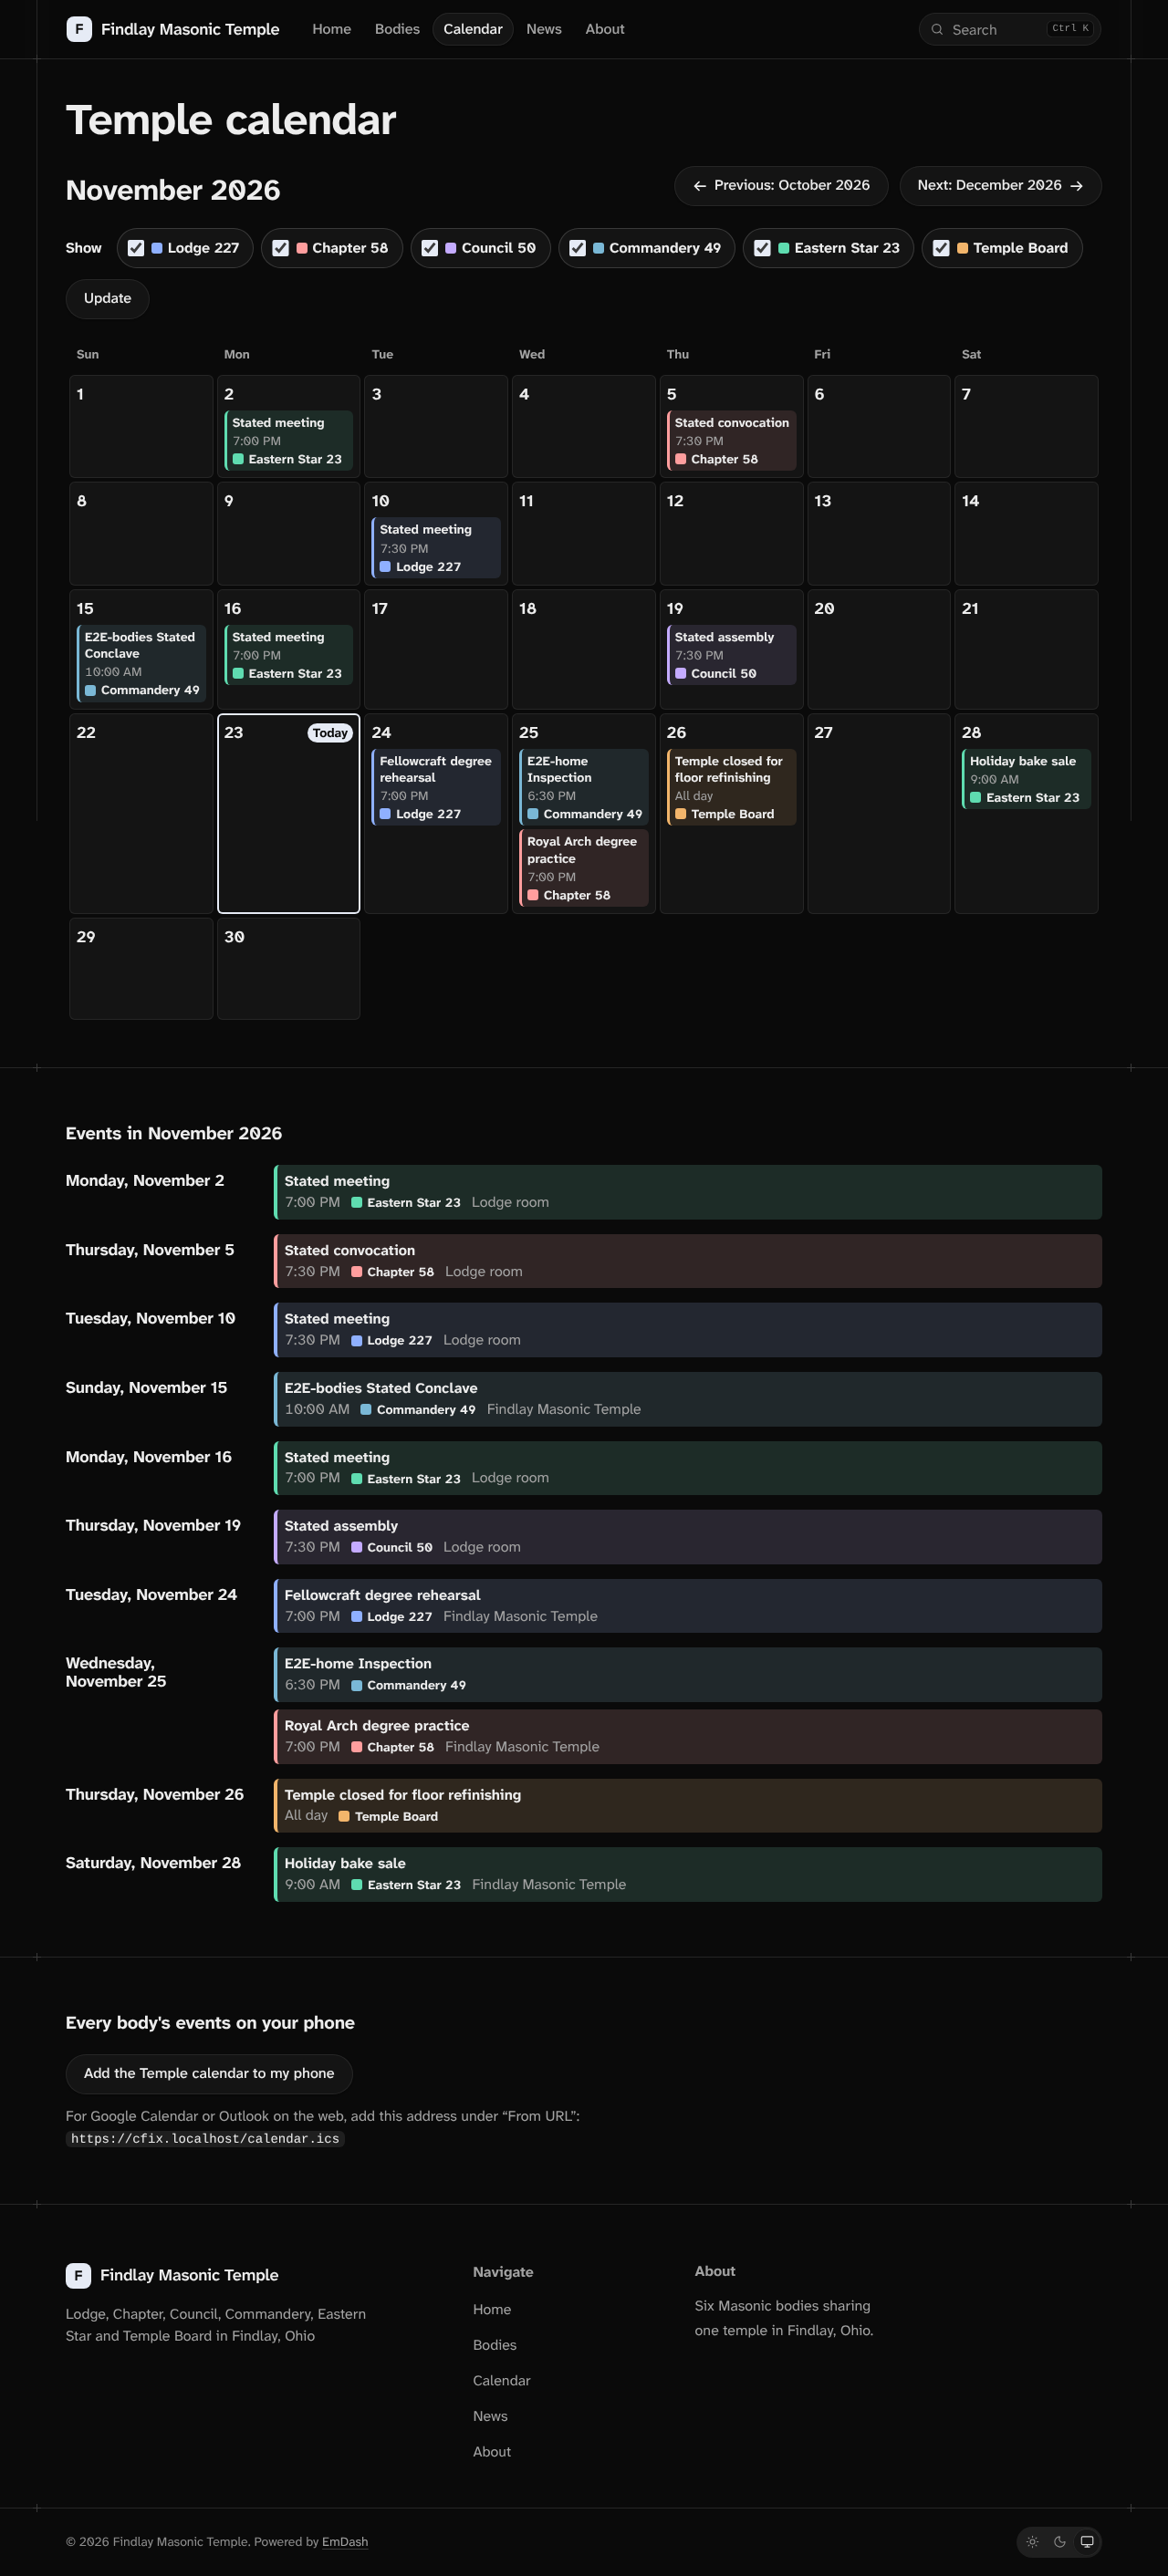 F Findlay Masonic Temple Home Bodies Calendar News About Search Ctrl K
Temple calendar
November 2026
← Previous: October 2026 Next: December 2026 →
Show Lodge 227 Chapter 58 Council 50 Commandery 49 Eastern Star 23 Temple Board
Update
Sun Mon Tue Wed Thu Fri Sat
1
2
Stated meeting
7:00 PM
Eastern Star 23
3
4
5
Stated convocation
7:30 PM
Chapter 58
6
7
8
9
10
Stated meeting
7:30 PM
Lodge 227
11
12
13
14
15
E2E-bodies Stated
Conclave
10:00 AM
Commandery 49
16
Stated meeting
7:00 PM
Eastern Star 23
17
18
19
Stated assembly
7:30 PM
Council 50
20
21
22
23 Today
24
Fellowcraft degree
rehearsal
7:00 PM
Lodge 227
25
E2E-home
Inspection
6:30 PM
Commandery 49
Royal Arch degree
practice
7:00 PM
Chapter 58
26
Temple closed for
floor refinishing
All day
Temple Board
27
28
Holiday bake sale
9:00 AM
Eastern Star 23
29
30
Events in November 2026
Monday, November 2
Stated meeting
7:00 PM Eastern Star 23 Lodge room
Thursday, November 5
Stated convocation
7:30 PM Chapter 58 Lodge room
Tuesday, November 10
Stated meeting
7:30 PM Lodge 227 Lodge room
Sunday, November 15
E2E-bodies Stated Conclave
10:00 AM Commandery 49 Findlay Masonic Temple
Monday, November 16
Stated meeting
7:00 PM Eastern Star 23 Lodge room
Thursday, November 19
Stated assembly
7:30 PM Council 50 Lodge room
Tuesday, November 24
Fellowcraft degree rehearsal
7:00 PM Lodge 227 Findlay Masonic Temple
Wednesday,
November 25
E2E-home Inspection
6:30 PM Commandery 49
Royal Arch degree practice
7:00 PM Chapter 58 Findlay Masonic Temple
Thursday, November 26
Temple closed for floor refinishing
All day Temple Board
Saturday, November 28
Holiday bake sale
9:00 AM Eastern Star 23 Findlay Masonic Temple
Every body's events on your phone
Add the Temple calendar to my phone
For Google Calendar or Outlook on the web, add this address under “From URL”:
https://cfix.localhost/calendar.ics
F Findlay Masonic Temple
Lodge, Chapter, Council, Commandery, Eastern
Star and Temple Board in Findlay, Ohio
Navigate
Home
Bodies
Calendar
News
About
About
Six Masonic bodies sharing
one temple in Findlay, Ohio.
© 2026 Findlay Masonic Temple. Powered by EmDash